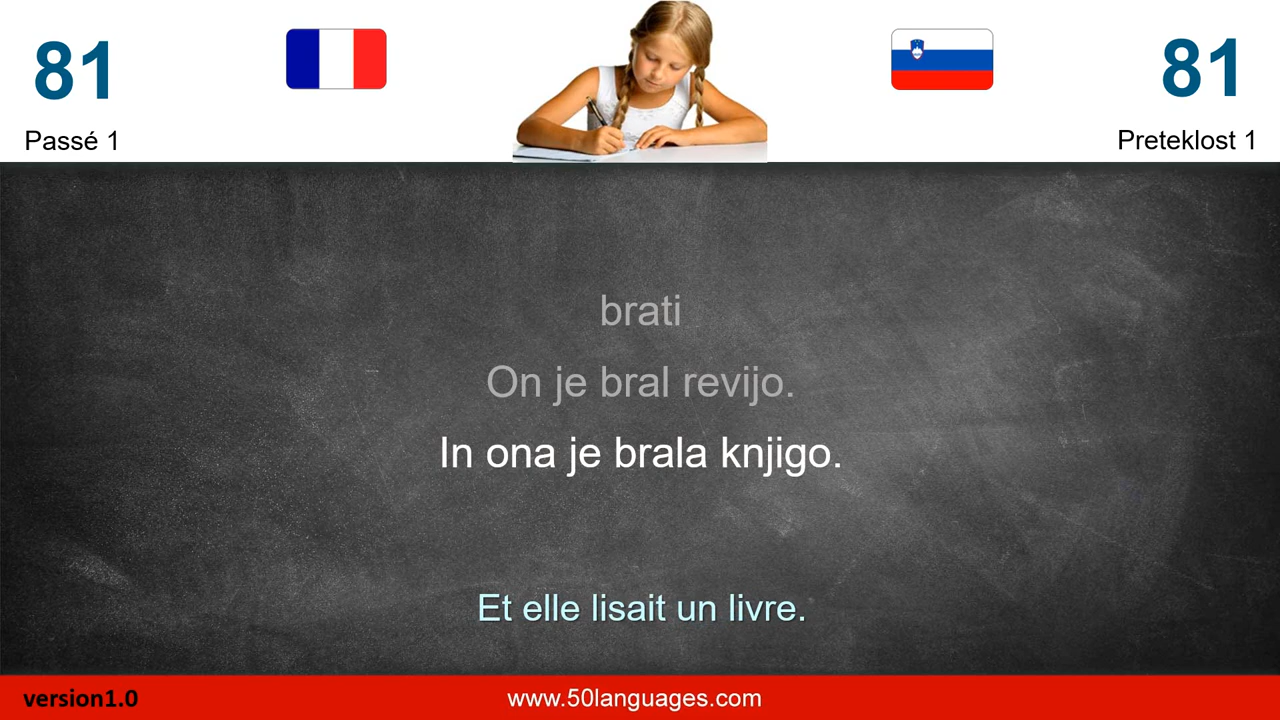 81
Passé 1
81
Preteklost 1
brati
On je bral revijo.
In ona je brala knjigo.
Et elle lisait un livre.
version1.0
www.50languages.com